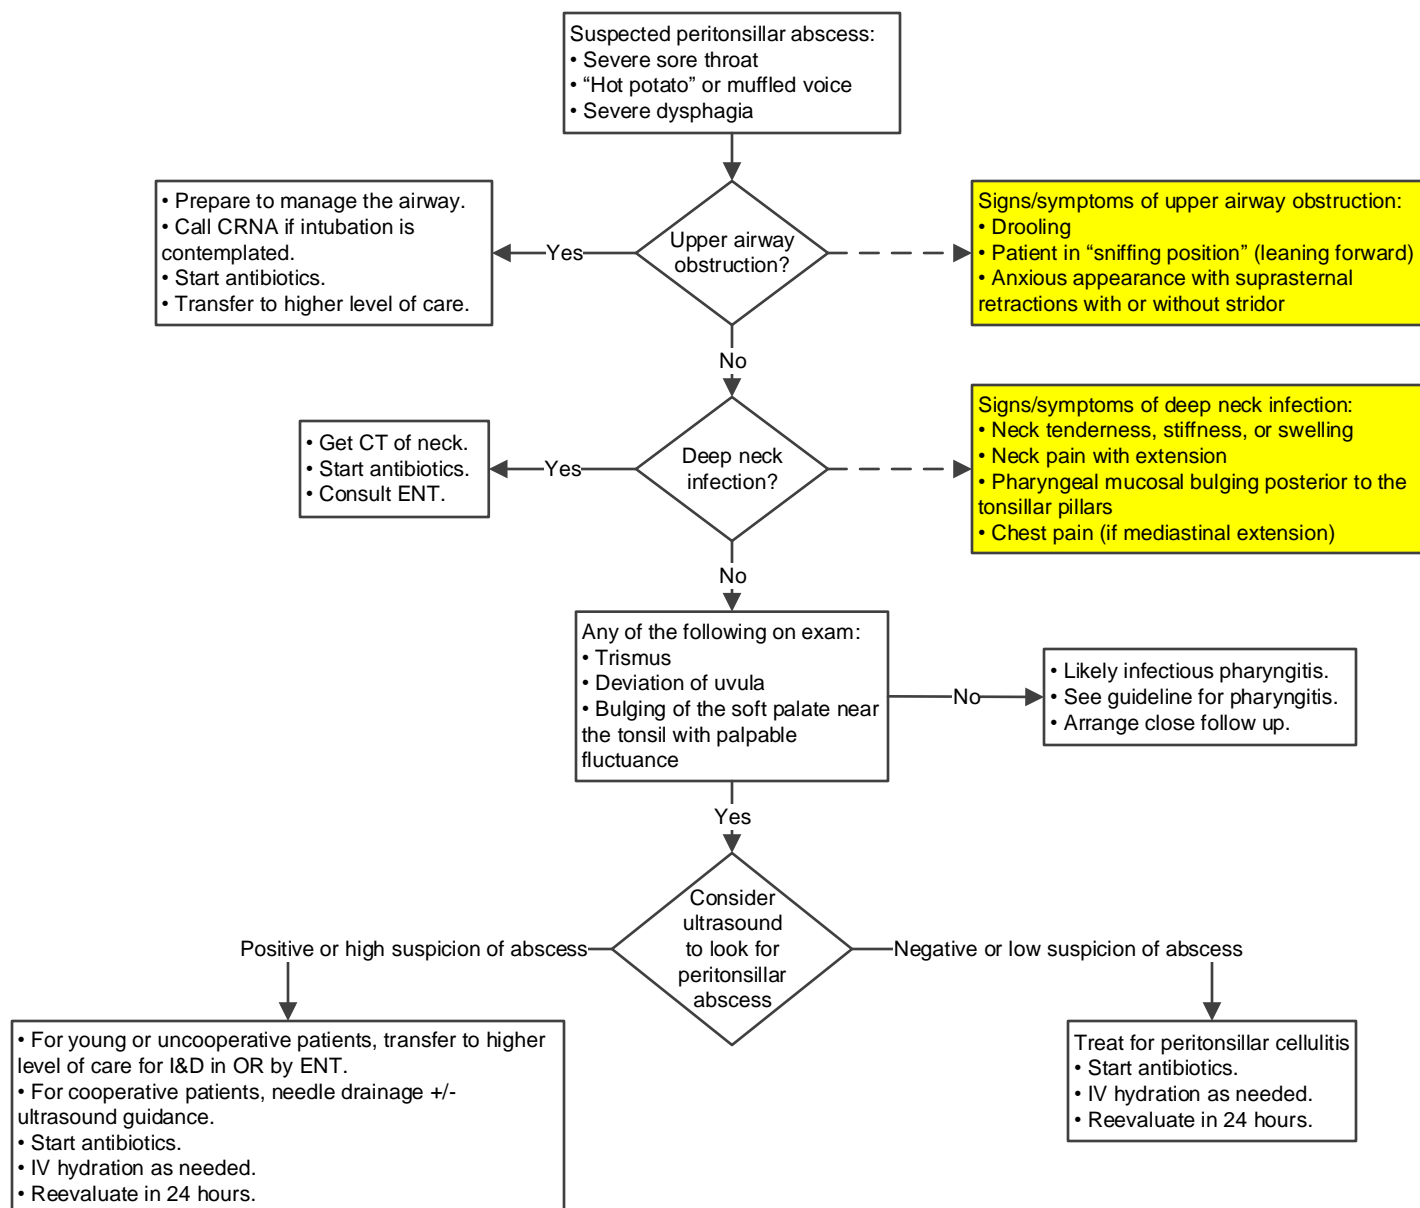 Suspected peritonsillar abscess:
• Severe sore throat
• “Hot potato” or muffled voice
• Severe dysphagia
• Prepare to manage the airway.
• Call CRNA if intubation is
contemplated.
• Start antibiotics.
• Transfer to higher level of care.
Yes
Upper airway
obstruction?
Signs/symptoms of upper airway obstruction:
• Drooling
• Patient in “sniffing position” (leaning forward)
• Anxious appearance with suprasternal
retractions with or without stridor
No
• Get CT of neck.
• Start antibiotics.
• Consult ENT.
Yes
Deep neck
infection?
Signs/symptoms of deep neck infection:
• Neck tenderness, stiffness, or swelling
• Neck pain with extension
• Pharyngeal mucosal bulging posterior to the
tonsillar pillars
• Chest pain (if mediastinal extension)
No
Any of the following on exam:
• Trismus
• Deviation of uvula
• Bulging of the soft palate near
the tonsil with palpable
fluctuance
No
• Likely infectious pharyngitis.
• See guideline for pharyngitis.
• Arrange close follow up.
Yes
Consider
ultrasound
to look for
peritonsillar
abscess
Positive or high suspicion of abscess
Negative or low suspicion of abscess
• For young or uncooperative patients, transfer to higher
level of care for I&D in OR by ENT.
• For cooperative patients, needle drainage +/-
ultrasound guidance.
• Start antibiotics.
• IV hydration as needed.
• Reevaluate in 24 hours.
Treat for peritonsillar cellulitis
• Start antibiotics.
• IV hydration as needed.
• Reevaluate in 24 hours.